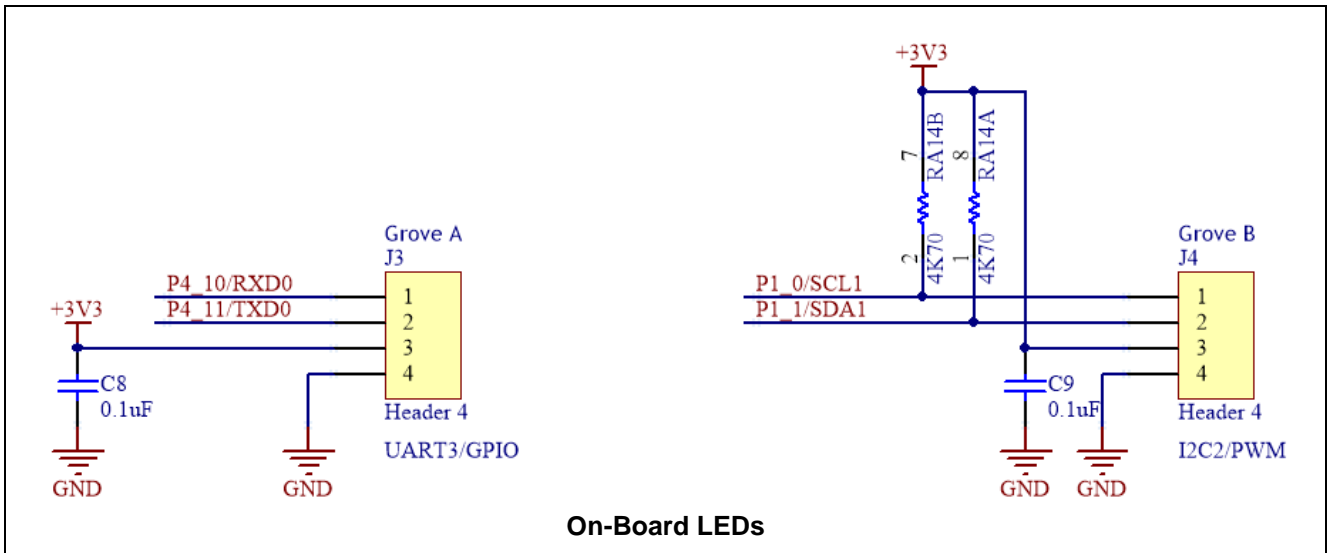 Grove A
J3
P4_10/RXD0
P4_11/TXD0
+3V3
1
2
3
4
C8
0.1uF
Header 4
UART3/GPIO
GND
GND
+3V3
7
RA14B
8
RA14A
2
4K70
1
4K70
Grove B
J4
P1_0/SCL1
P1_1/SDA1
1
2
3
4
C9
0.1uF
Header 4
I2C2/PWM
GND
GND
On-Board LEDs